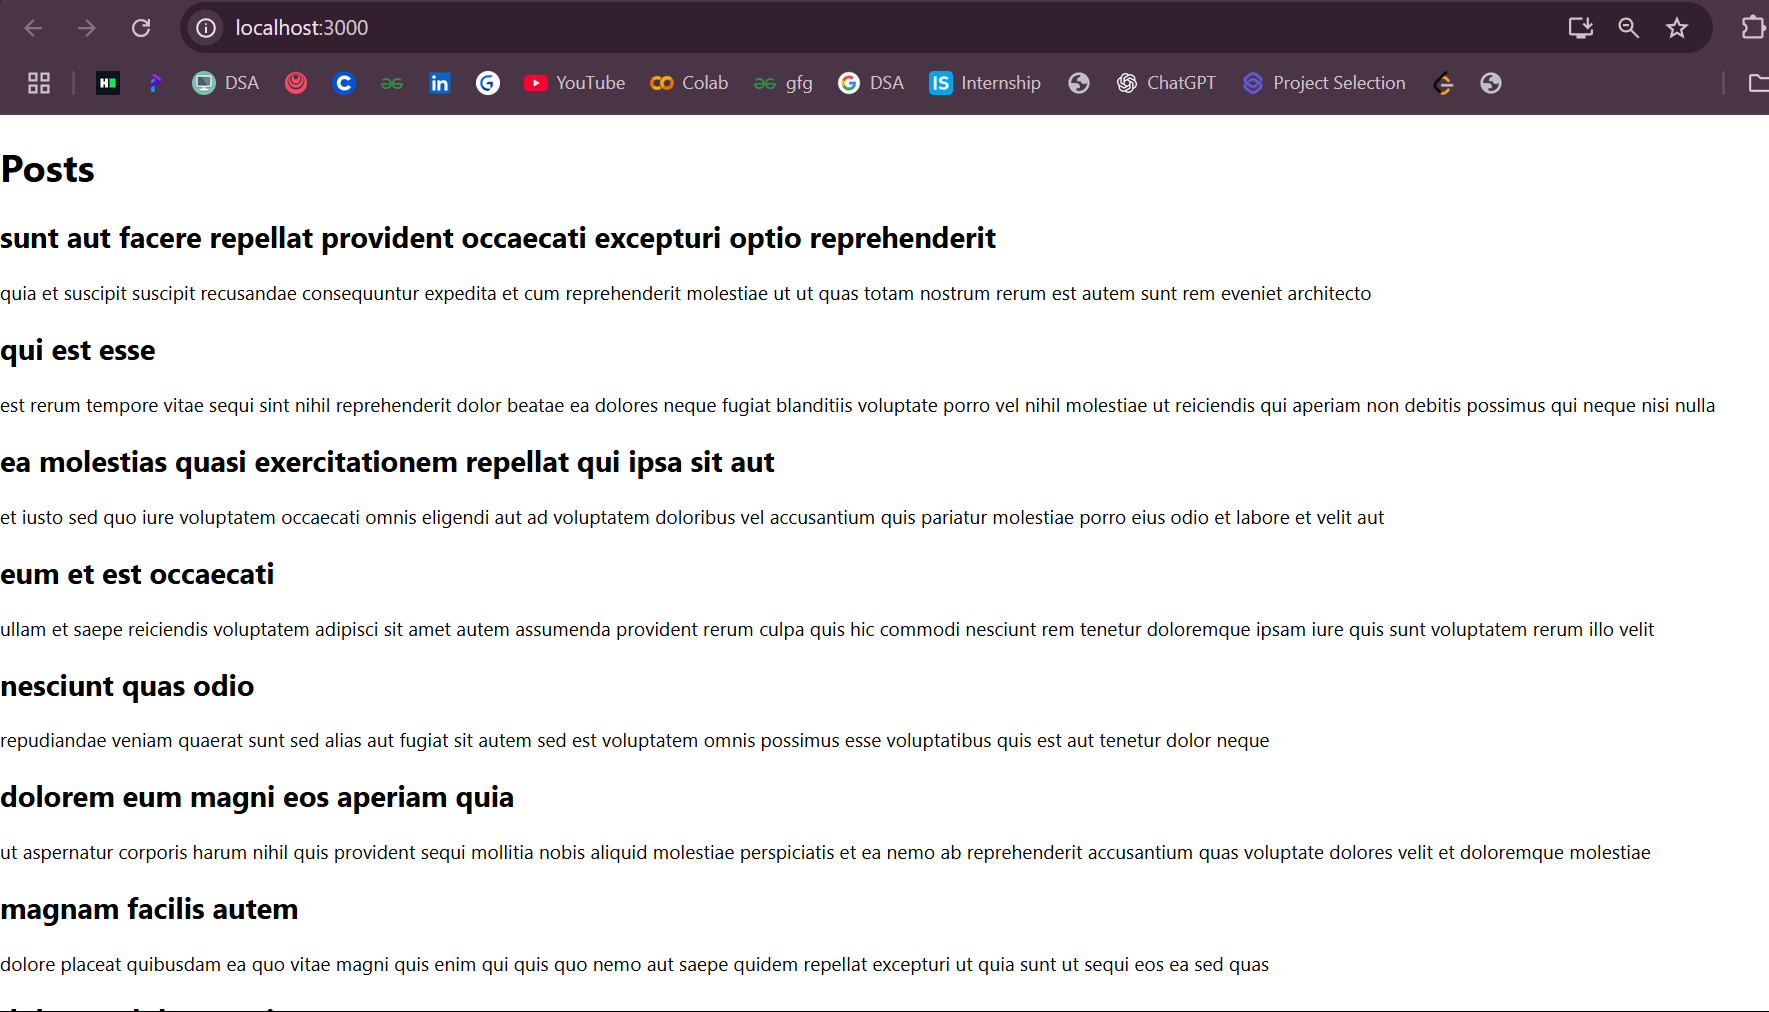 localhost:3000
H DSA C in G YouTube Colab gfg G DSA IS Internship ChatGPT Project Selection
Posts
sunt aut facere repellat provident occaecati excepturi optio reprehenderit
quia et suscipit suscipit recusandae consequuntur expedita et cum reprehenderit molestiae ut ut quas totam nostrum rerum est autem sunt rem eveniet architecto
qui est esse
est rerum tempore vitae sequi sint nihil reprehenderit dolor beatae ea dolores neque fugiat blanditiis voluptate porro vel nihil molestiae ut reiciendis qui aperiam non debitis possimus qui neque nisi nulla
ea molestias quasi exercitationem repellat qui ipsa sit aut
et iusto sed quo iure voluptatem occaecati omnis eligendi aut ad voluptatem doloribus vel accusantium quis pariatur molestiae porro eius odio et labore et velit aut
eum et est occaecati
ullam et saepe reiciendis voluptatem adipisci sit amet autem assumenda provident rerum culpa quis hic commodi nesciunt rem tenetur doloremque ipsam iure quis sunt voluptatem rerum illo velit
nesciunt quas odio
repudiandae veniam quaerat sunt sed alias aut fugiat sit autem sed est voluptatem omnis possimus esse voluptatibus quis est aut tenetur dolor neque
dolorem eum magni eos aperiam quia
ut aspernatur corporis harum nihil quis provident sequi mollitia nobis aliquid molestiae perspiciatis et ea nemo ab reprehenderit accusantium quas voluptate dolores velit et doloremque molestiae
magnam facilis autem
dolore placeat quibusdam ea quo vitae magni quis enim qui quis quo nemo aut saepe quidem repellat excepturi ut quia sunt ut sequi eos ea sed quas